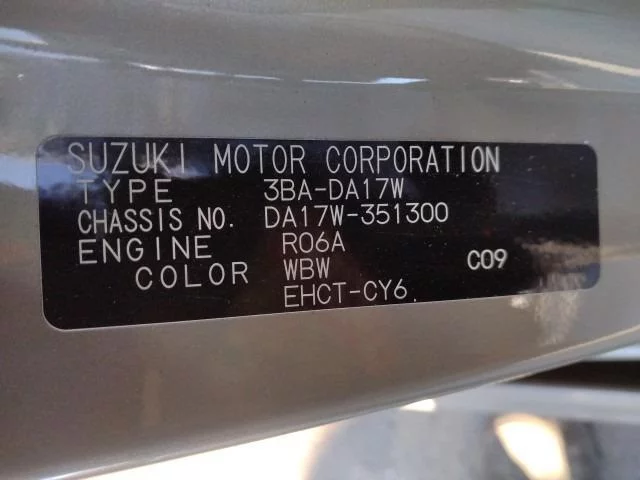 SUZUKI MOTOR CORPORATION
TYPE 3BA-DA17W
CHASSIS NO. DA17W-351300
ENGINE R06A
COLOR WBW C09
EHCT-CY6